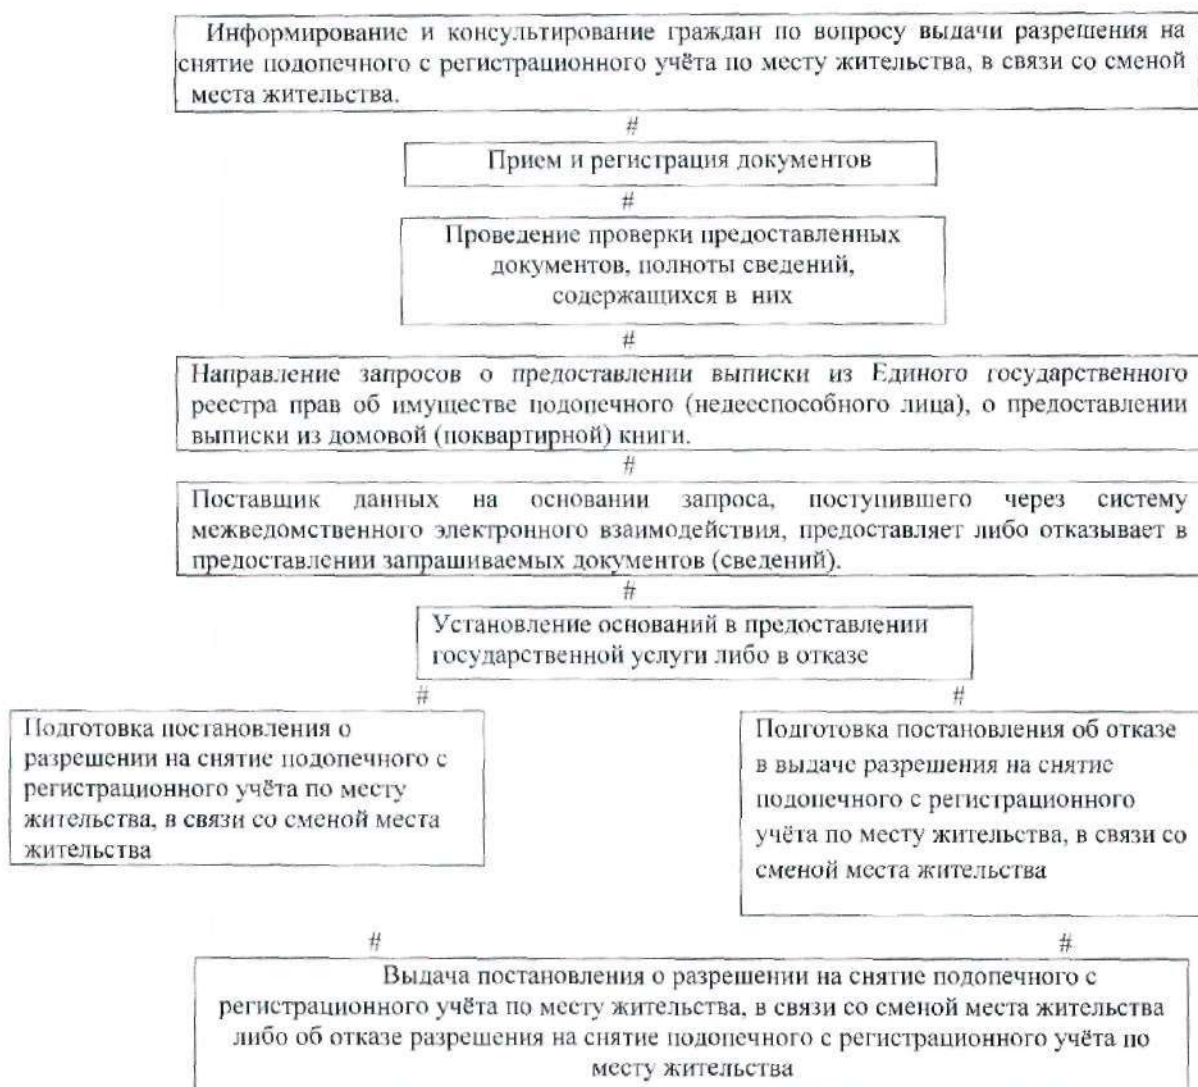 Информирование и консультирование граждан по вопросу выдачи разрешения на
снятие подопечного с регистрационного учёта по месту жительства, в связи со сменой
места жительства.
#
Прием и регистрация документов
#
Проведение проверки предоставленных
документов, полноты сведений,
содержащихся в них
#
Направление запросов о предоставлении выписки из Единого государственного
реестра прав об имуществе подопечного (недееспособного лица), о предоставлении
выписки из домовой (поквартирной) книги.
#
Поставщик данных на основании запроса, поступившего через систему
межведомственного электронного взаимодействия, предоставляет либо отказывает в
предоставлении запрашиваемых документов (сведений).
#
Установление оснований в предоставлении
государственной услуги либо в отказе
# #
Подготовка постановления о
разрешении на снятие подопечного с
регистрационного учёта по месту
жительства, в связи со сменой места
жительства
Подготовка постановления об отказе
в выдаче разрешения на снятие
подопечного с регистрационного
учёта по месту жительства, в связи со
сменой места жительства
# #
Выдача постановления о разрешении на снятие подопечного с
регистрационного учёта по месту жительства, в связи со сменой места жительства
либо об отказе разрешения на снятие подопечного с регистрационного учёта по
месту жительства